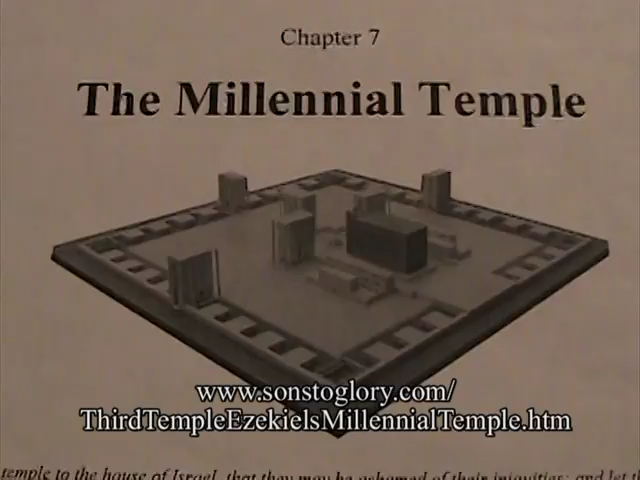 Chapter 7
The Millennial Temple
www.sonstoglory.com/
ThirdTempleEzekielsMillennialTemple.htm
temple to the house of Israel, that they may be ashamed of their iniquities; and let th